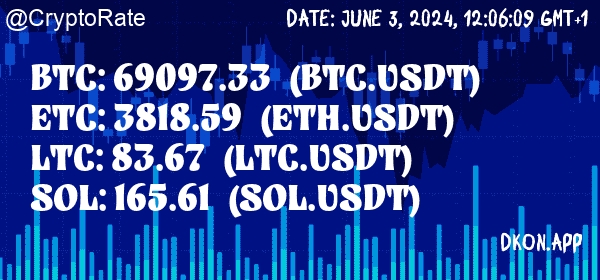 @CryptoRate
DATE: JUNE 3, 2024, 12:06:09 GMT+1
BTC: 69097.33 (BTC.USDT)
ETC: 3818.59 (ETH.USDT)
LTC: 83.67 (LTC.USDT)
SOL: 165.61 (SOL.USDT)
DKON.APP